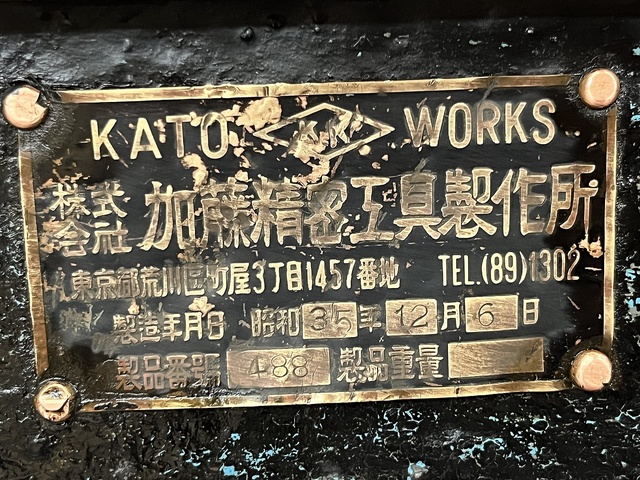 KATO K.K. WORKS
株式会社 加藤精密工具製作所
東京都荒川区町屋3丁目1457番地 TEL.(89)1302
製造年月日 昭和35年12月6日
製品番號 488 製品重量